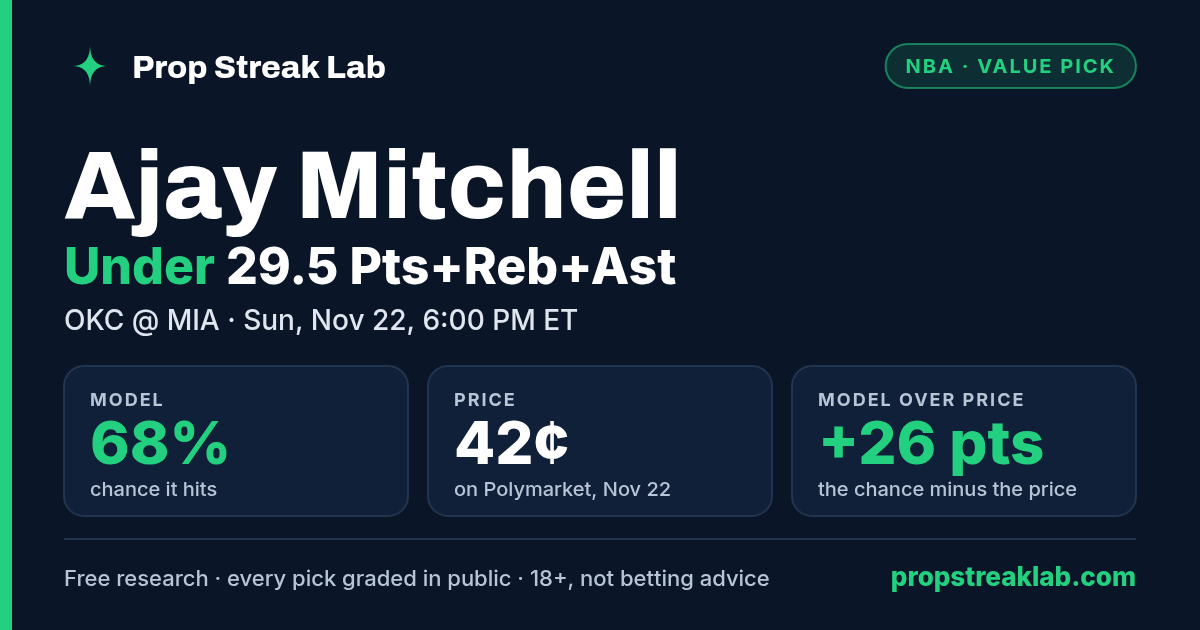 Prop Streak Lab
NBA · VALUE PICK
Ajay Mitchell
Under 29.5 Pts+Reb+Ast
OKC @ MIA · Sun, Nov 22, 6:00 PM ET
MODEL
68%
chance it hits
PRICE
42¢
on Polymarket, Nov 22
MODEL OVER PRICE
+26 pts
the chance minus the price
Free research · every pick graded in public · 18+, not betting advice
propstreaklab.com